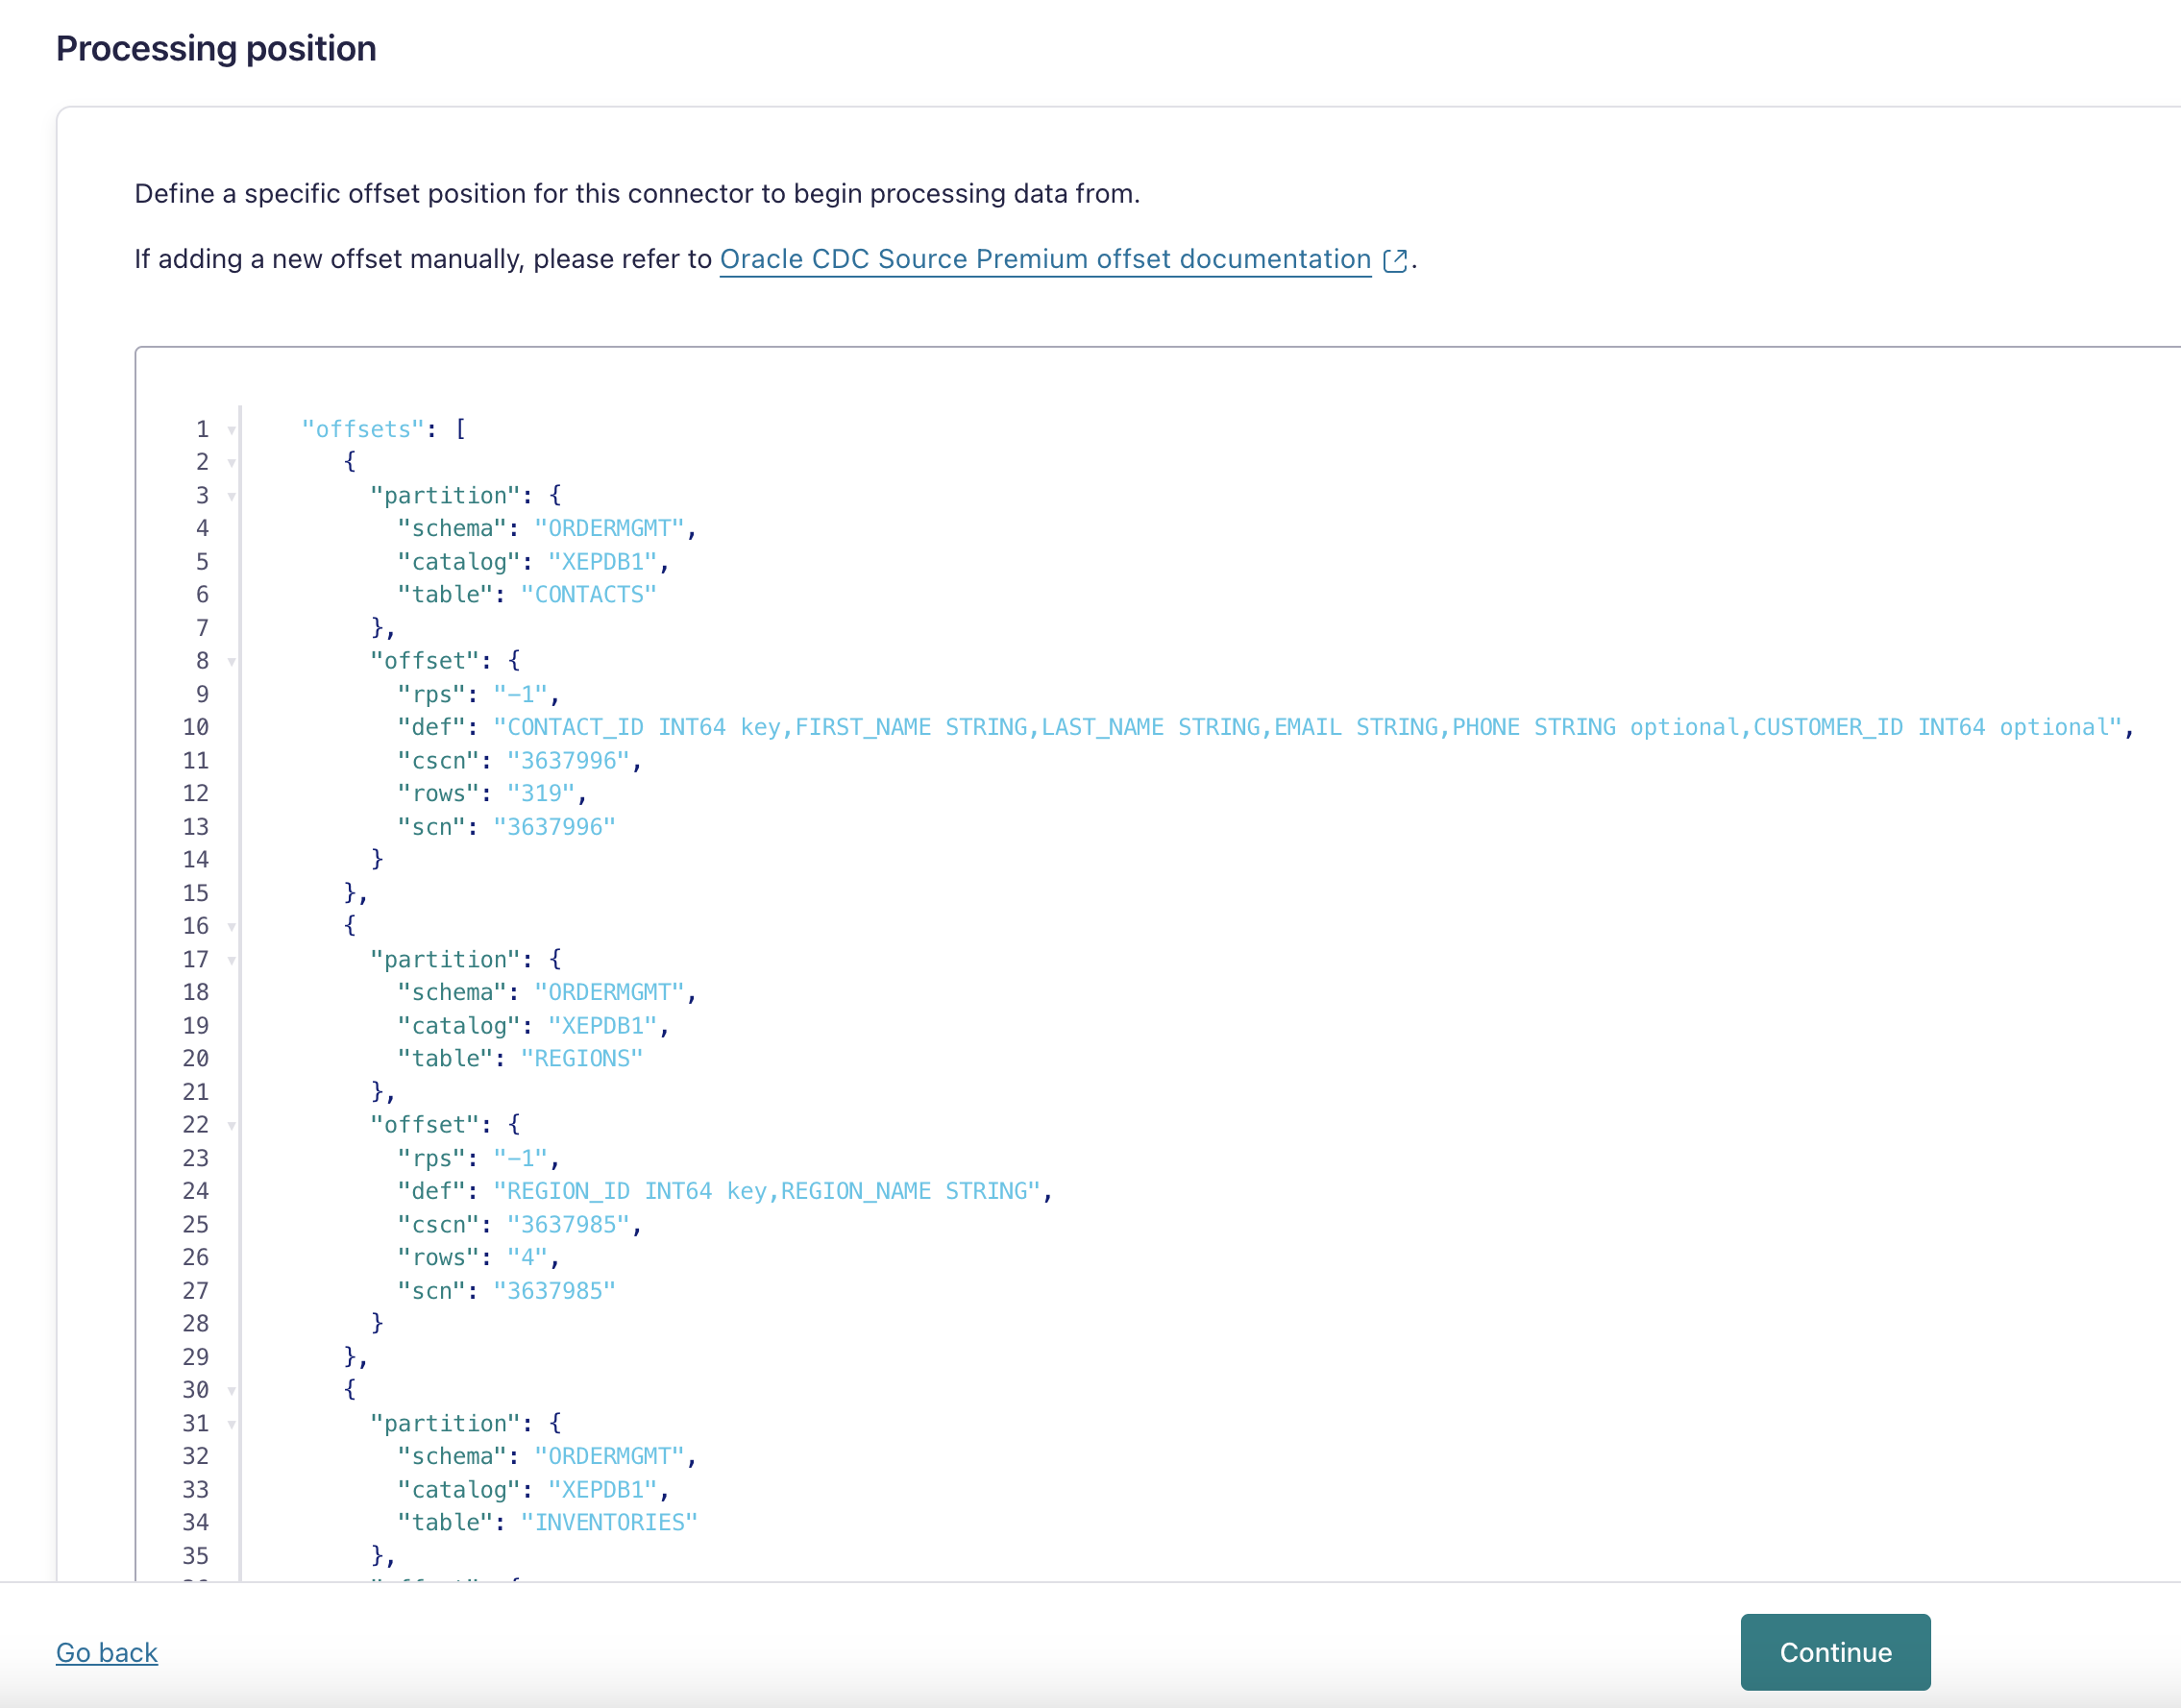 Processing position
Define a specific offset position for this connector to begin processing data from.
If adding a new offset manually, please refer to Oracle CDC Source Premium offset documentation.
1 "offsets": [
2 {
3 "partition": {
4 "schema": "ORDERMGMT",
5 "catalog": "XEPDB1",
6 "table": "CONTACTS"
7 },
8 "offset": {
9 "rps": "-1",
10 "def": "CONTACT_ID INT64 key,FIRST_NAME STRING,LAST_NAME STRING,EMAIL STRING,PHONE STRING optional,CUSTOMER_ID INT64 optional",
11 "cscn": "3637996",
12 "rows": "319",
13 "scn": "3637996"
14 }
15 },
16 {
17 "partition": {
18 "schema": "ORDERMGMT",
19 "catalog": "XEPDB1",
20 "table": "REGIONS"
21 },
22 "offset": {
23 "rps": "-1",
24 "def": "REGION_ID INT64 key,REGION_NAME STRING",
25 "cscn": "3637985",
26 "rows": "4",
27 "scn": "3637985"
28 }
29 },
30 {
31 "partition": {
32 "schema": "ORDERMGMT",
33 "catalog": "XEPDB1",
34 "table": "INVENTORIES"
35 },
Go back
Continue